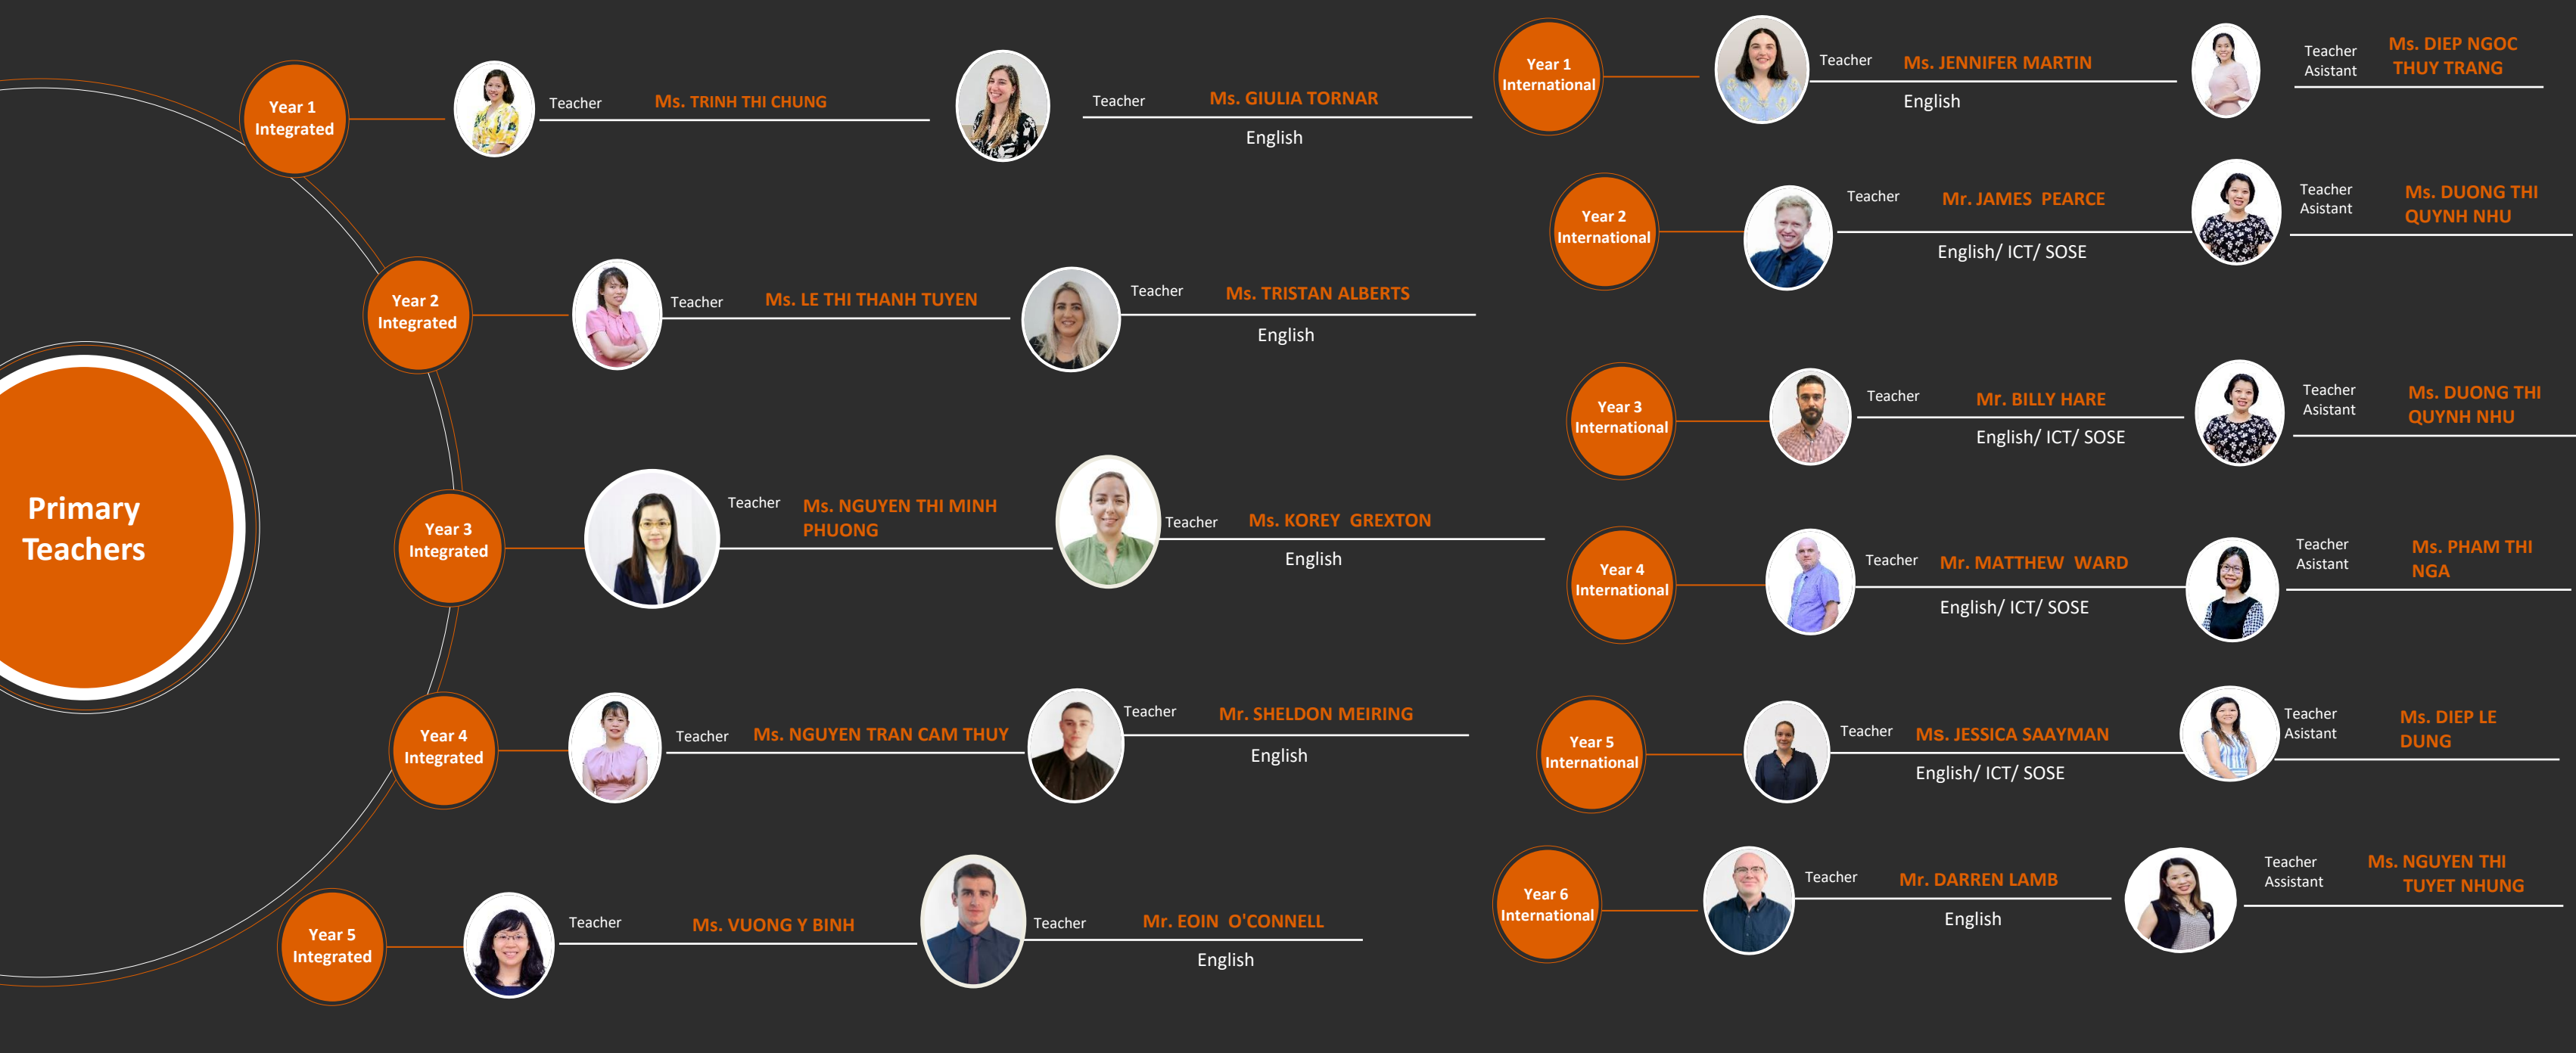 Primary
Teachers
Year 1
Integrated
Teacher
Ms. TRINH THI CHUNG
Teacher
Ms. GIULIA TORNAR
English
Year 2
Integrated
Teacher
Ms. LE THI THANH TUYEN
Teacher
Ms. TRISTAN ALBERTS
English
Year 3
Integrated
Teacher
Ms. NGUYEN THI MINH
PHUONG
Teacher
Ms. KOREY GREXTON
English
Year 4
Integrated
Teacher
Ms. NGUYEN TRAN CAM THUY
Teacher
Mr. SHELDON MEIRING
English
Year 5
Integrated
Teacher
Ms. VUONG Y BINH
Teacher
Mr. EOIN O'CONNELL
English
Year 1
International
Teacher
Ms. JENNIFER MARTIN
English
Teacher
Asistant
Ms. DIEP NGOC
THUY TRANG
Year 2
International
Teacher
Mr. JAMES PEARCE
English/ ICT/ SOSE
Teacher
Asistant
Ms. DUONG THI
QUYNH NHU
Year 3
International
Teacher
Mr. BILLY HARE
English/ ICT/ SOSE
Teacher
Asistant
Ms. DUONG THI
QUYNH NHU
Year 4
International
Teacher
Mr. MATTHEW WARD
English/ ICT/ SOSE
Teacher
Asistant
Ms. PHAM THI
NGA
Year 5
International
Teacher
Ms. JESSICA SAAYMAN
English/ ICT/ SOSE
Teacher
Asistant
Ms. DIEP LE
DUNG
Year 6
International
Teacher
Mr. DARREN LAMB
English
Teacher
Assistant
Ms. NGUYEN THI
TUYET NHUNG